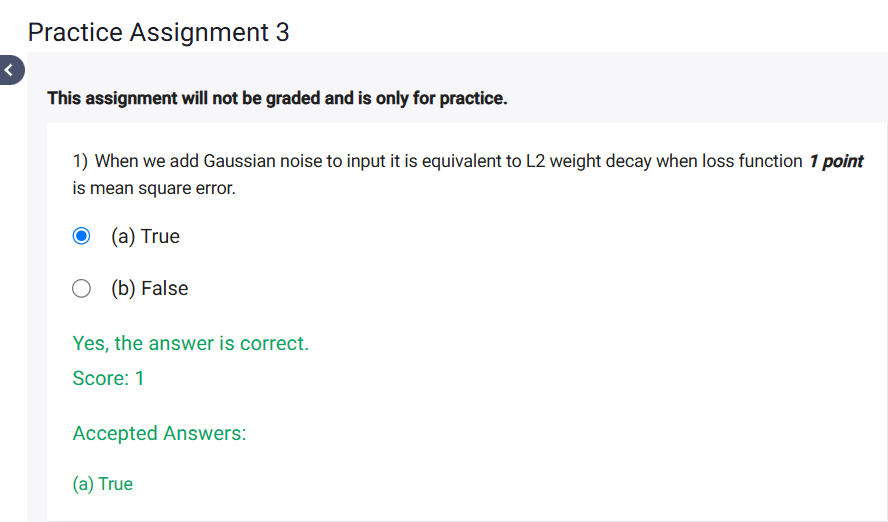 Practice Assignment 3
This assignment will not be graded and is only for practice.
1) When we add Gaussian noise to input it is equivalent to L2 weight decay when loss function 1 point
is mean square error.
(a) True
(b) False
Yes, the answer is correct.
Score: 1
Accepted Answers:
(a) True